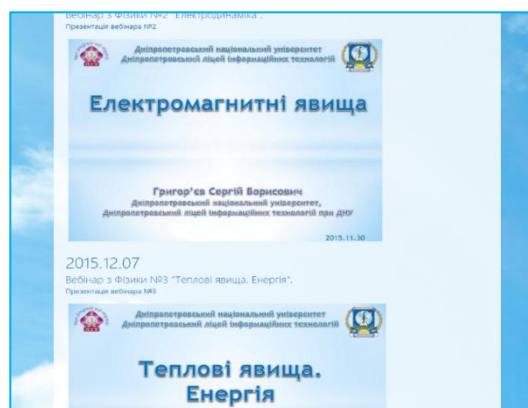 Вебінар з Фізики №2 "Електродинаміка".
Презентація вебінара №2
Дніпропетровський національний університет
Дніпропетровський ліцей інформаційних технологій
Електромагнитні явища
Григор'єв Сергій Борисович
Дніпропетровський національний університет,
Дніпропетровський ліцей інформаційних технологій при ДНУ
2015.11.30
2015.12.07
Вебінар з Фізики №3 "Теплові явища. Енергія".
Презентація вебінара №3
Дніпропетровський національний університет
Дніпропетровський ліцей інформаційних технологій
Теплові явища.
Енергія